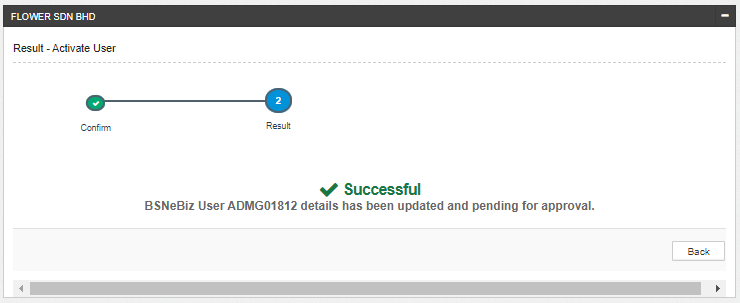 FLOWER SDN BHD
Result - Activate User
2
Confirm
Result
Successful
BSNeBiz User ADMG01812 details has been updated and pending for approval.
Back